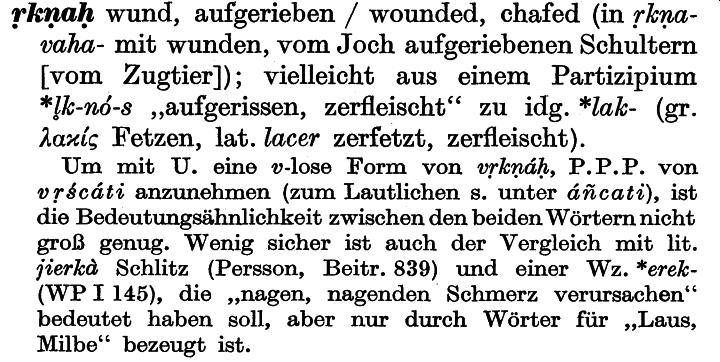 ṛkṇaḥ wund, aufgerieben / wounded, chafed (in ṛkṇa-
vaha- mit wunden, vom Joch aufgeriebenen Schultern
[vom Zugtier]); vielleicht aus einem Partizipium
*l̥k-nó-s „aufgerissen, zerfleischt“ zu idg. *lak- (gr.
λακίς Fetzen, lat. lacer zerfetzt, zerfleischt).
Um mit U. eine v-lose Form von vṛkṇáḥ, P.P.P. von
vṛścáti anzunehmen (zum Lautlichen s. unter áñcati), ist
die Bedeutungsähnlichkeit zwischen den beiden Wörtern nicht
groß genug. Wenig sicher ist auch der Vergleich mit lit.
jierkà Schlitz (Persson, Beitr. 839) und einer Wz. *erek-
(WP I 145), die „nagen, nagenden Schmerz verursachen“
bedeutet haben soll, aber nur durch Wörter für „Laus,
Milbe“ bezeugt ist.